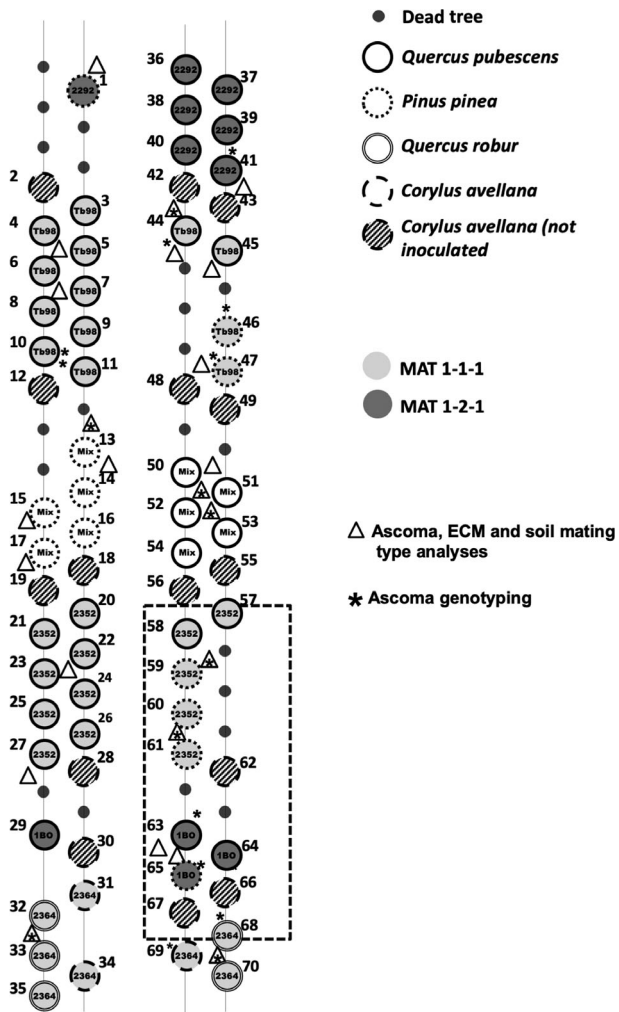 1
2292
2
3
Tb98
4
Tb98
5
Tb98
6
Tb98
7
Tb98
8
9
Tb98
10
Tb98
11
Tb98
12
13
Mix
14
Mix
15
Mix
16
Mix
17
Mix
18
19
20
2352
21
2352
22
2352
23
2352
24
2352
25
2352
26
2352
27
2352
28
29
1BO
30
31
2364
32
2364
33
2364
34
2364
35
2364
36
2292
37
2292
38
2292
39
2292
40
2292
41
2292
42
43
44
Tb98
45
Tb98
46
Tb98
47
Tb98
48
49
50
Mix
51
Mix
52
Mix
53
Mix
54
Mix
55
56
57
2352
58
2352
59
2352
60
2352
61
2352
62
63
1BO
64
1BO
65
1BO
66
67
68
2364
69
2364
70
2364
Dead tree
Quercus pubescens
Pinus pinea
Quercus robur
Corylus avellana
Corylus avellana (not
inoculated
MAT 1-1-1
MAT 1-2-1
Ascoma, ECM and soil mating
type analyses
Ascoma genotyping